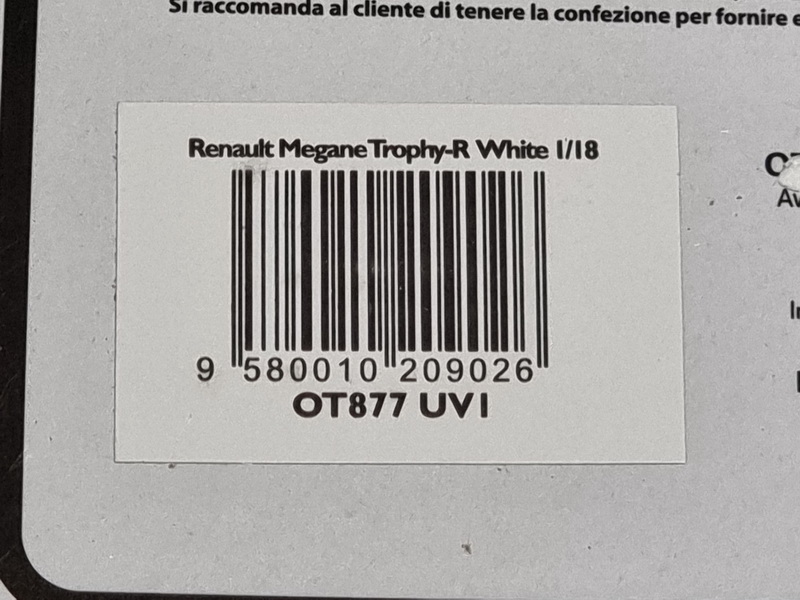 Si raccomanda al cliente di tenere la confezione per fornire
Renault Megane Trophy-R White 1/18
9 580010 209026
OT877 UV1